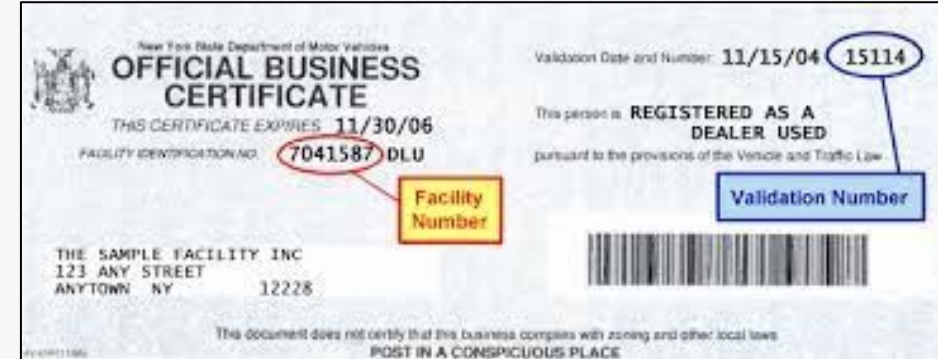 New York State Department of Motor Vehicles
OFFICIAL BUSINESS
CERTIFICATE
THIS CERTIFICATE EXPIRES 11/30/06
FACILITY IDENTIFICATION NO. 7041587 DLU
Facility
Number
THE SAMPLE FACILITY INC
123 ANY STREET
ANYTOWN NY 12228
Validation Date and Number: 11/15/04 15114
This person is REGISTERED AS A
DEALER USED
pursuant to the provisions of the Vehicle and Traffic Law
Validation Number
This document does not certify that this business complies with zoning and other local laws
POST IN A CONSPICUOUS PLACE